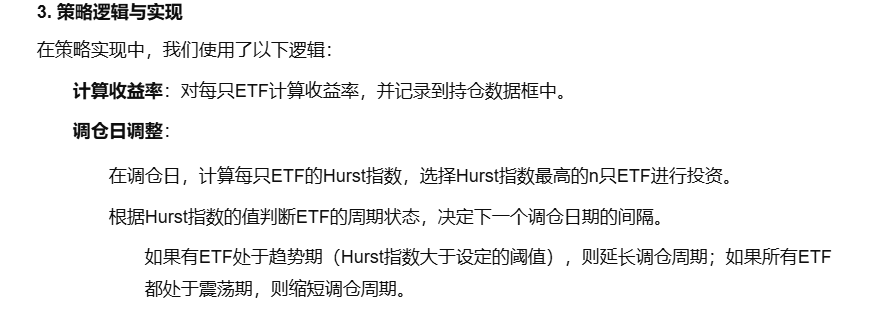 3. 策略逻辑与实现
在策略实现中，我们使用了以下逻辑：
计算收益率：对每只ETF计算收益率，并记录到持仓数据框中。
调仓日调整：
在调仓日，计算每只ETF的Hurst指数，选择Hurst指数最高的n只ETF进行投资。
根据Hurst指数的值判断ETF的周期状态，决定下一个调仓日期的间隔。
如果有ETF处于趋势期（Hurst指数大于设定的阈值），则延长调仓周期；如果所有ETF
都处于震荡期，则缩短调仓周期。